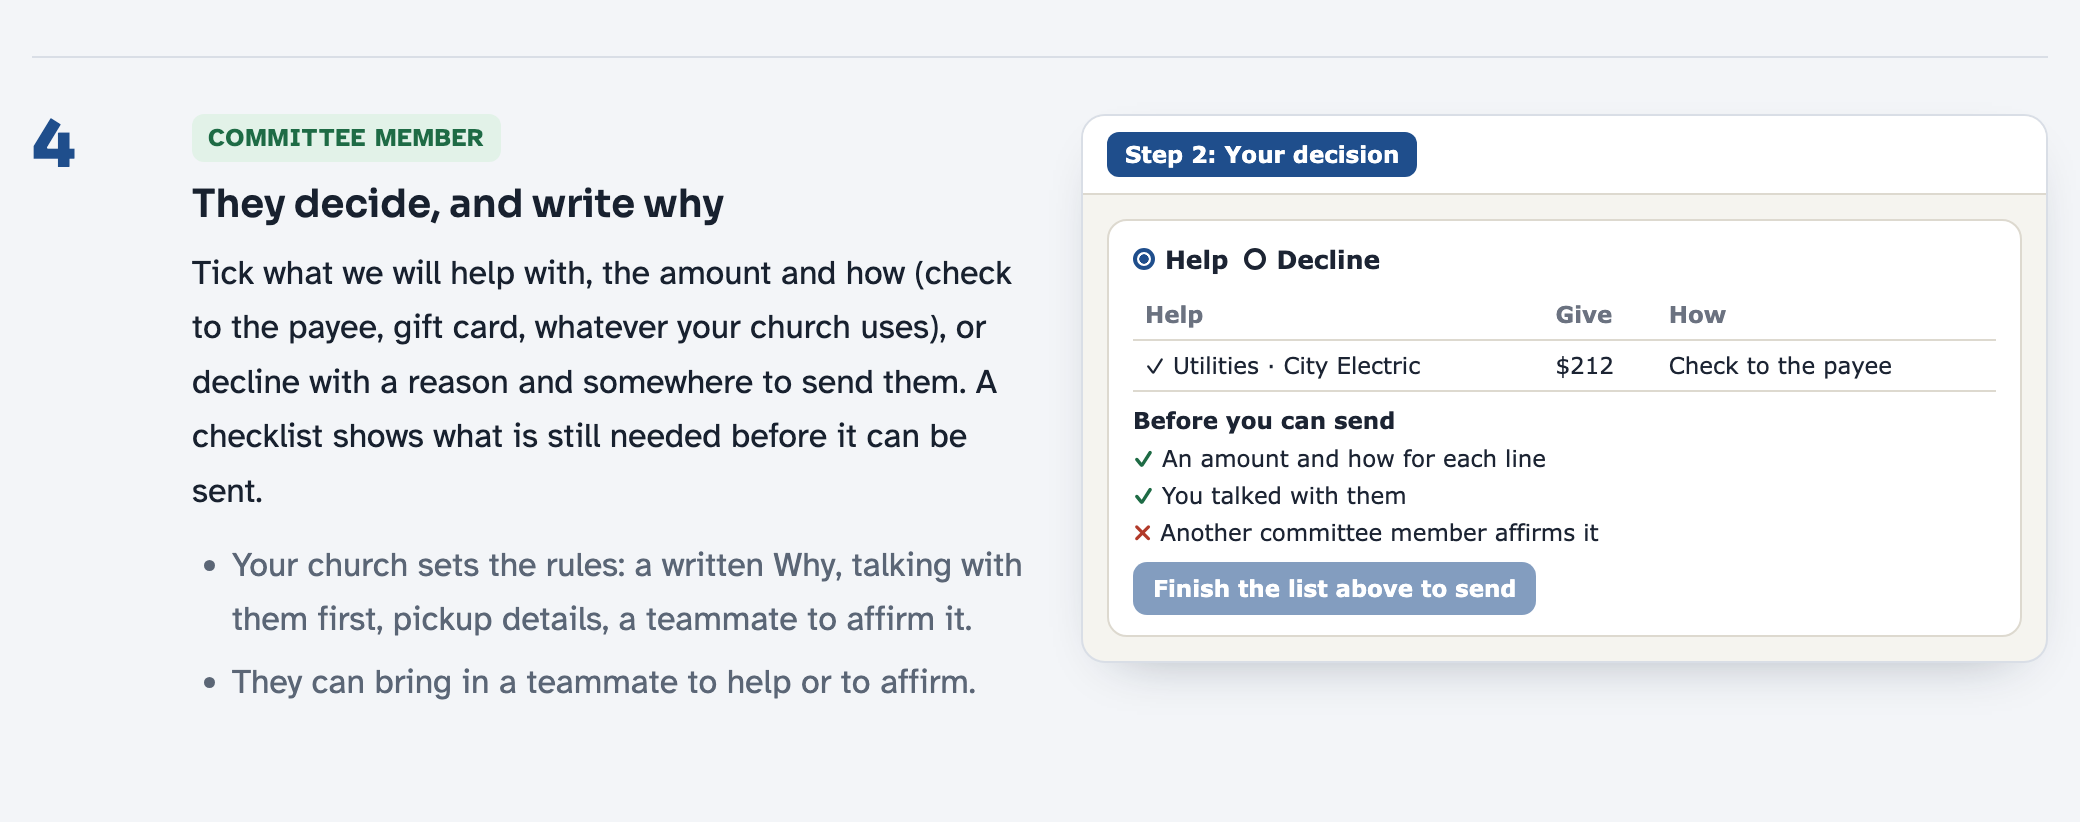 4
COMMITTEE MEMBER
They decide, and write why
Tick what we will help with, the amount and how (check
to the payee, gift card, whatever your church uses), or
decline with a reason and somewhere to send them. A
checklist shows what is still needed before it can be
sent.
• Your church sets the rules: a written Why, talking with
them first, pickup details, a teammate to affirm it.
• They can bring in a teammate to help or to affirm.
Step 2: Your decision
Help Decline
Help Give How
✓ Utilities · City Electric $212 Check to the payee
Before you can send
✓ An amount and how for each line
✓ You talked with them
✕ Another committee member affirms it
Finish the list above to send